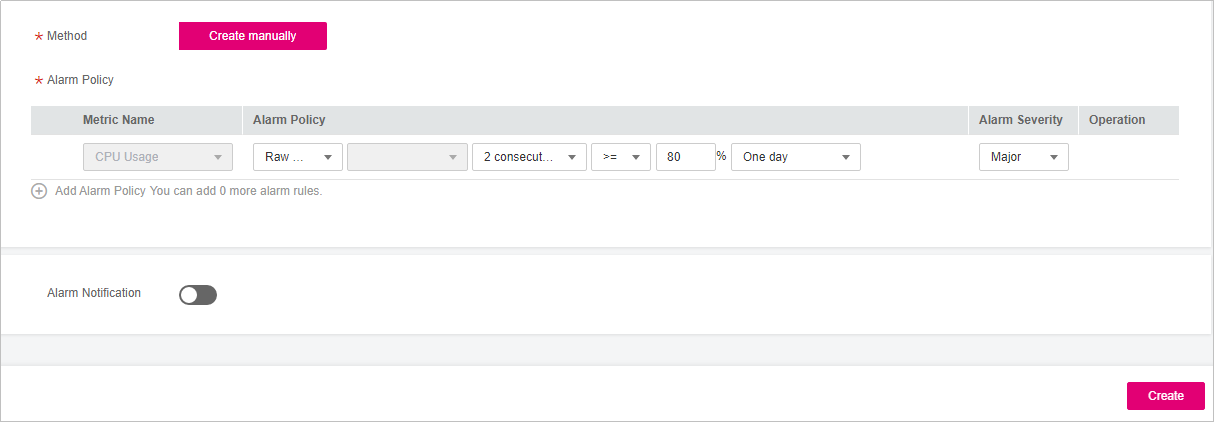 * Method Create manually
* Alarm Policy
Metric Name Alarm Policy Alarm Severity Operation
CPU Usage Raw ... 2 consecut... >= 80 % One day Major
Add Alarm Policy You can add 0 more alarm rules.
Alarm Notification
Create